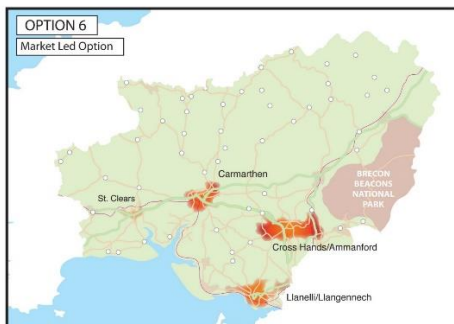 OPTION 6
Market Led Option
Carmarthen
St. Clears
BRECON
BEACONS
NATIONAL
PARK
Cross Hands/Ammanford
Llanelli/Llangennech